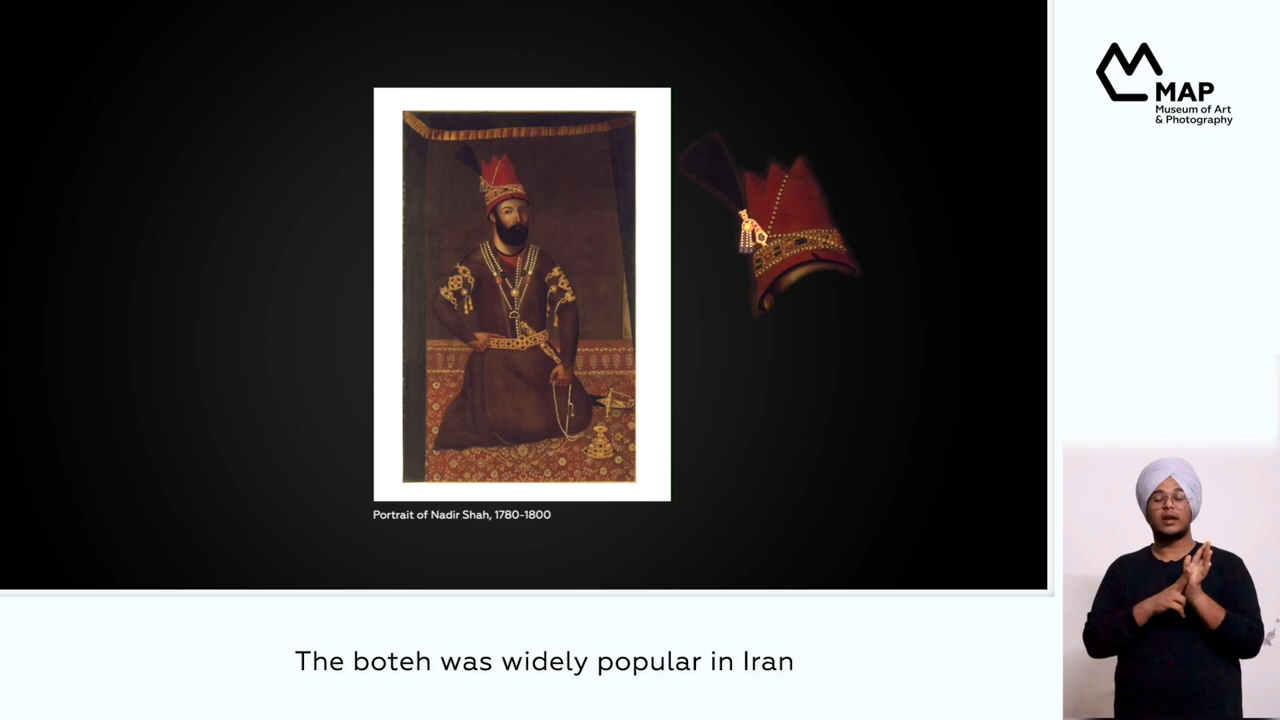 MAP
Museum of Art
& Photography
Portrait of Nadir Shah, 1780-1800
The boteh was widely popular in Iran